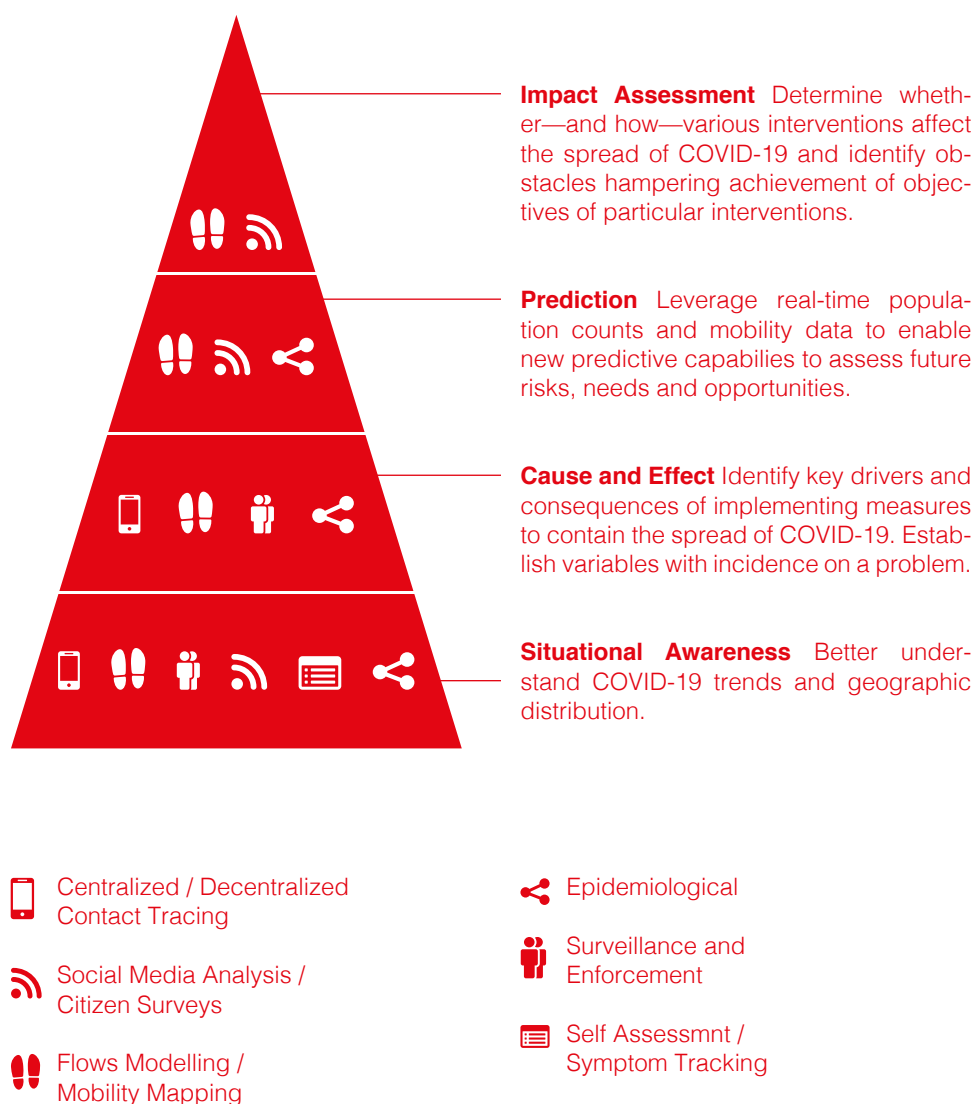 Impact Assessment Determine wheth-
er—and how—various interventions affect
the spread of COVID-19 and identify ob-
stacles hampering achievement of objec-
tives of particular interventions.
Prediction Leverage real-time popula-
tion counts and mobility data to enable
new predictive capabilies to assess future
risks, needs and opportunities.
Cause and Effect Identify key drivers and
consequences of implementing measures
to contain the spread of COVID-19. Estab-
lish variables with incidence on a problem.
Situational Awareness Better under-
stand COVID-19 trends and geographic
distribution.
Centralized / Decentralized
Contact Tracing
Social Media Analysis /
Citizen Surveys
Flows Modelling /
Mobility Mapping
Epidemiological
Surveillance and
Enforcement
Self Assessmnt /
Symptom Tracking